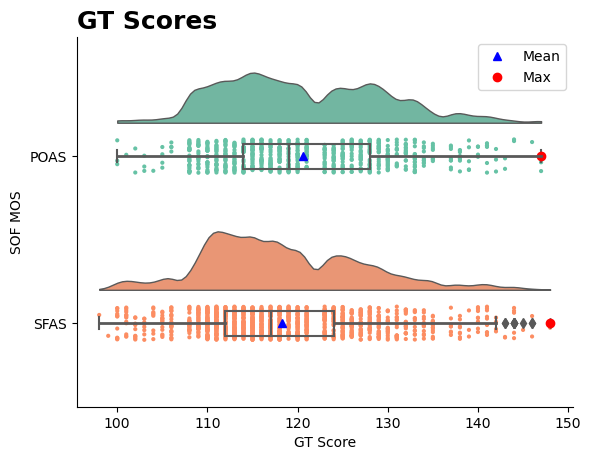 GT Scores
Mean
Max
POAS
SOF MOS
SFAS
100 110 120 130 140 150
GT Score